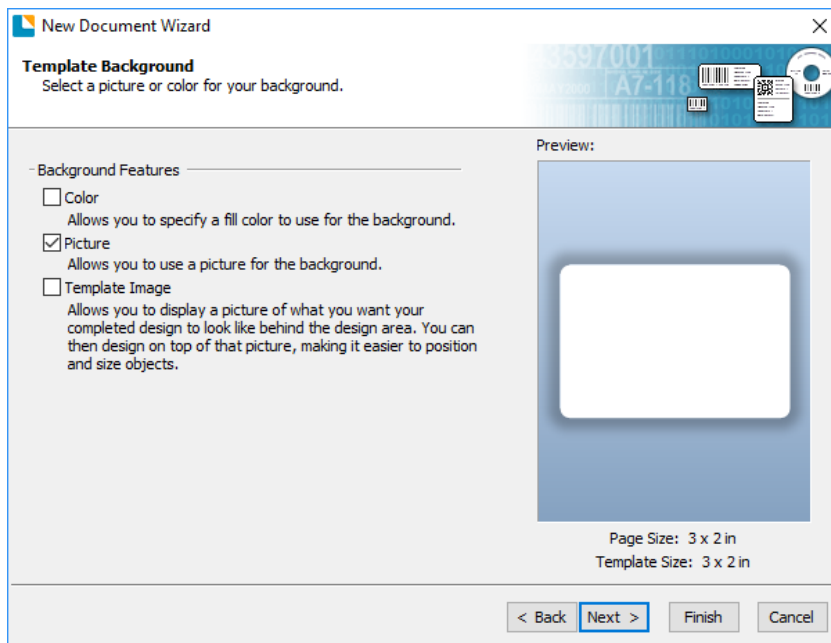 New Document Wizard
Template Background
Select a picture or color for your background.
3597001
A7-118
Background Features
Color
Allows you to specify a fill color to use for the background.
Picture
Allows you to use a picture for the background.
Template Image
Allows you to display a picture of what you want your
completed design to look like behind the design area. You can
then design on top of that picture, making it easier to position
and size objects.
Preview:
Page Size: 3 x 2 in
Template Size: 3 x 2 in
< Back
Next >
Finish
Cancel